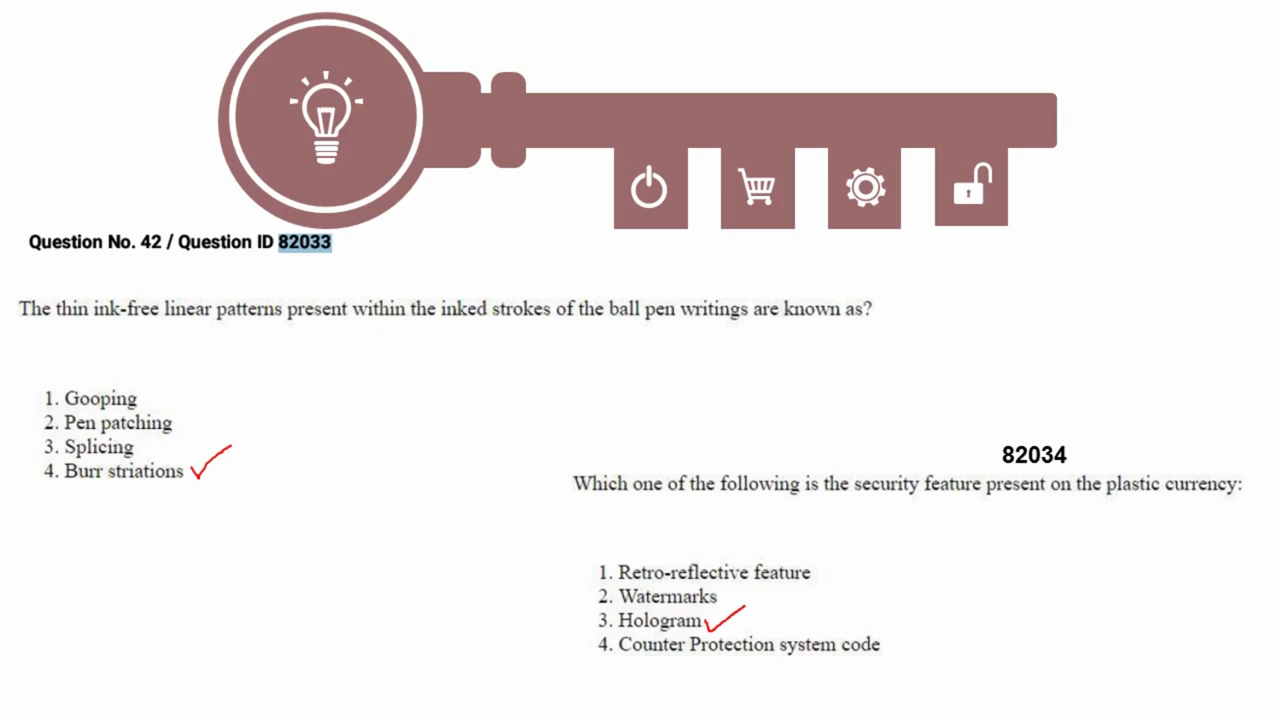 Question No. 42 / Question ID 82033
The thin ink-free linear patterns present within the inked strokes of the ball pen writings are known as?
1. Gooping
2. Pen patching
3. Splicing
4. Burr striations
82034
Which one of the following is the security feature present on the plastic currency:
1. Retro-reflective feature
2. Watermarks
3. Hologram
4. Counter Protection system code